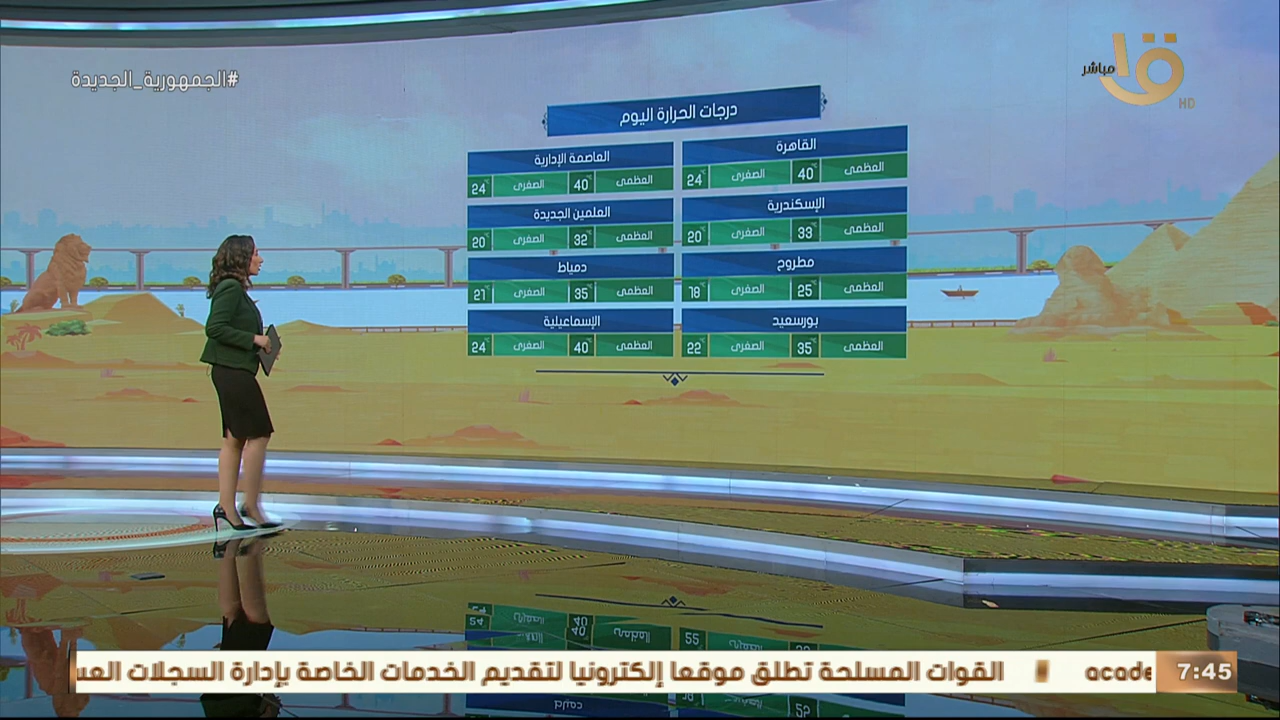 #الجمهورية_الجديدة
مباشر
HD
درجات الحرارة اليوم
القاهرة
العظمى 40° الصغرى 24°
العاصمة الإدارية
العظمى 40° الصغرى 24°
الإسكندرية
العظمى 33° الصغرى 20°
العلمين الجديدة
العظمى 32° الصغرى 20°
مطروح
العظمى 25° الصغرى 18°
دمياط
العظمى 35° الصغرى 21°
بورسعيد
العظمى 35° الصغرى 22°
الإسماعيلية
العظمى 40° الصغرى 24°
7:45
acade
القوات المسلحة تطلق موقعا إلكترونيا لتقديم الخدمات الخاصة بإدارة السجلات العس